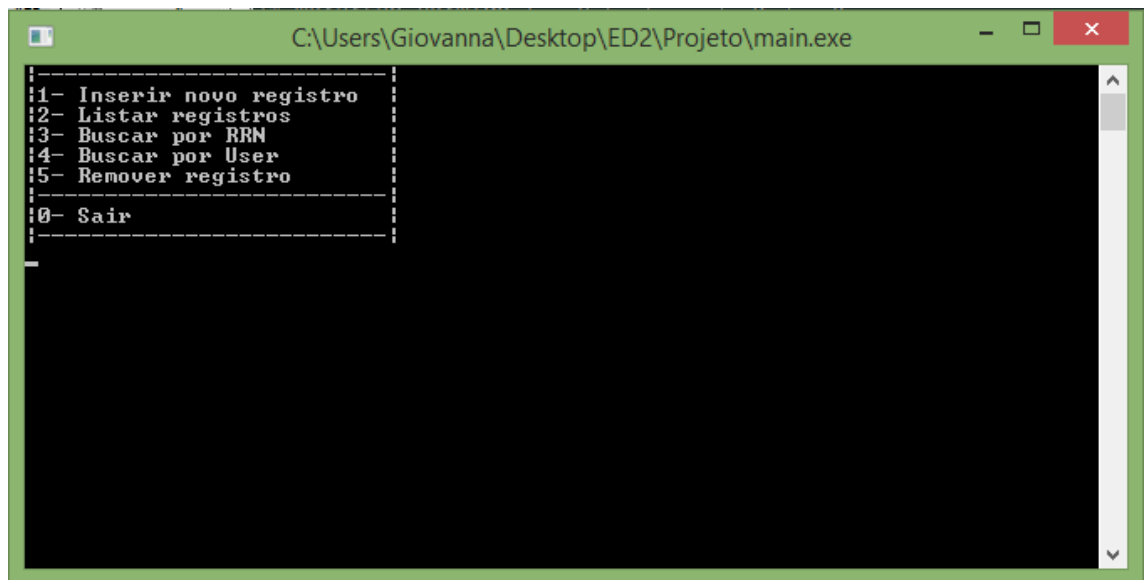 C:\Users\Giovanna\Desktop\ED2\Projeto\main.exe
¦--------------------------¦
¦1- Inserir novo registro  ¦
¦2- Listar registros       ¦
¦3- Buscar por RRN         ¦
¦4- Buscar por User        ¦
¦5- Remover registro       ¦
¦--------------------------¦
¦0- Sair                   ¦
¦--------------------------¦